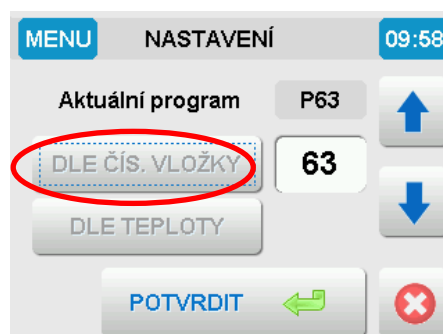 MENU NASTAVENÍ 09:58
Aktuální program P63
DLE ČÍS. VLOŽKY 63
DLE TEPLOTY
POTVRDIT